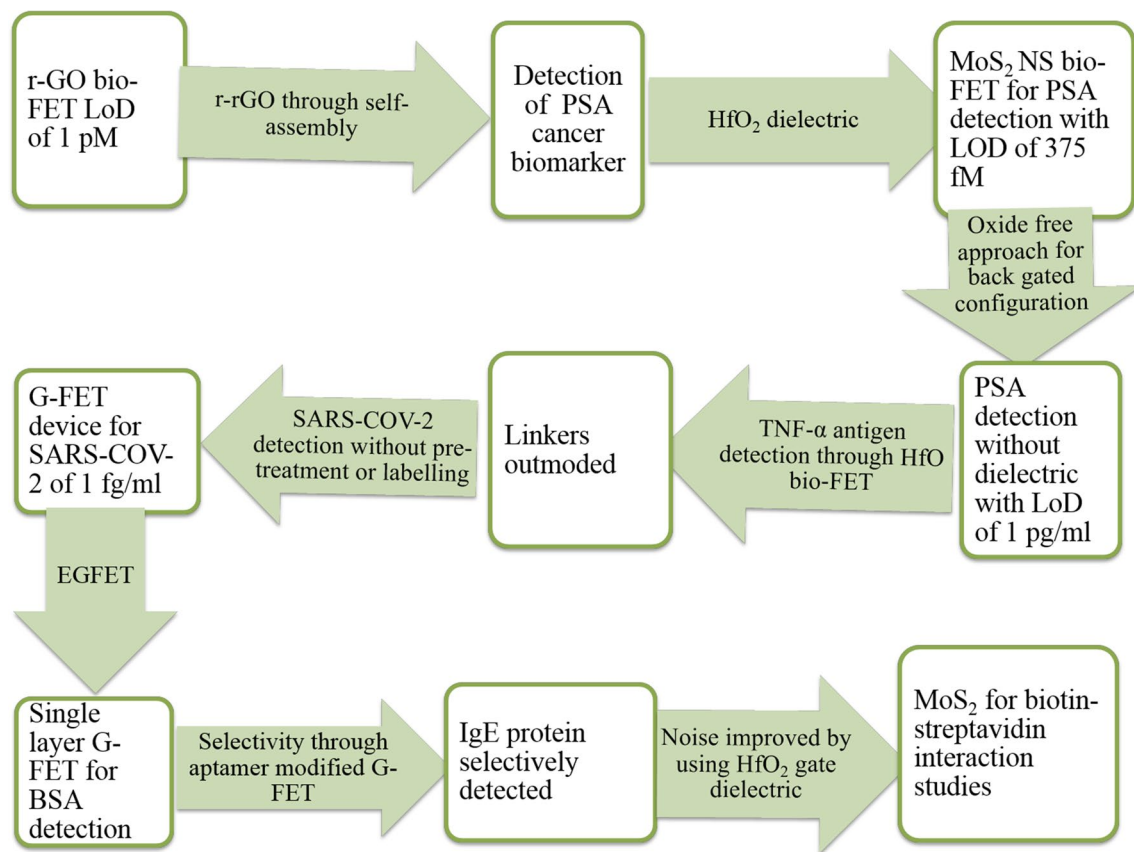 r-GO bio-
FET LoD
of 1 pM
r-rGO through self-
assembly
Detection
of PSA
cancer
biomarker
HfO₂ dielectric
MoS₂ NS bio-
FET for PSA
detection with
LOD of 375
fM
Oxide free
approach for
back gated
configuration
PSA
detection
without
dielectric
with LoD
of 1 pg/ml
TNF-α antigen
detection through HfO
bio-FET
Linkers
outmoded
SARS-COV-2
detection without pre-
treatment or labelling
G-FET
device for
SARS-COV-
2 of 1 fg/ml
EGFET
Single
layer G-
FET for
BSA
detection
Selectivity through
aptamer modified G-
FET
IgE protein
selectively
detected
Noise improved by
using HfO₂ gate
dielectric
MoS₂ for biotin-
streptavidin
interaction
studies